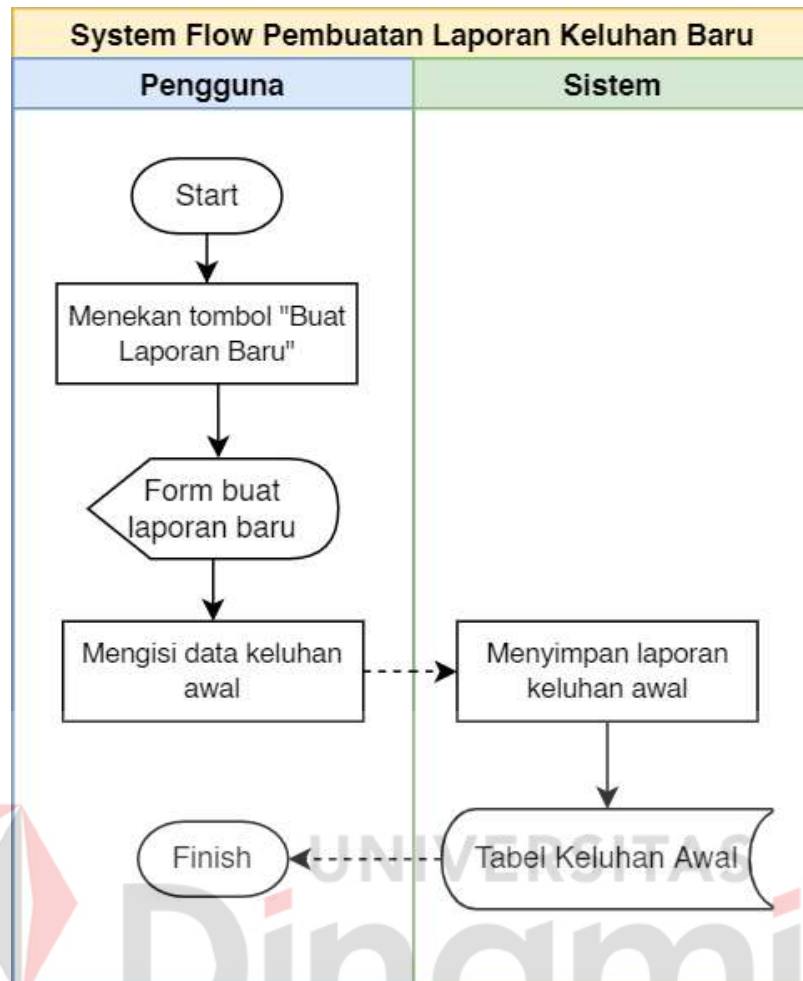 System Flow Pembuatan Laporan Keluhan Baru
Pengguna
Sistem
Start
Menekan tombol "Buat
Laporan Baru"
Form buat
laporan baru
Mengisi data keluhan
awal
Menyimpan laporan
keluhan awal
Tabel Keluhan Awal
Finish
UNIVERSITAS
Dinami